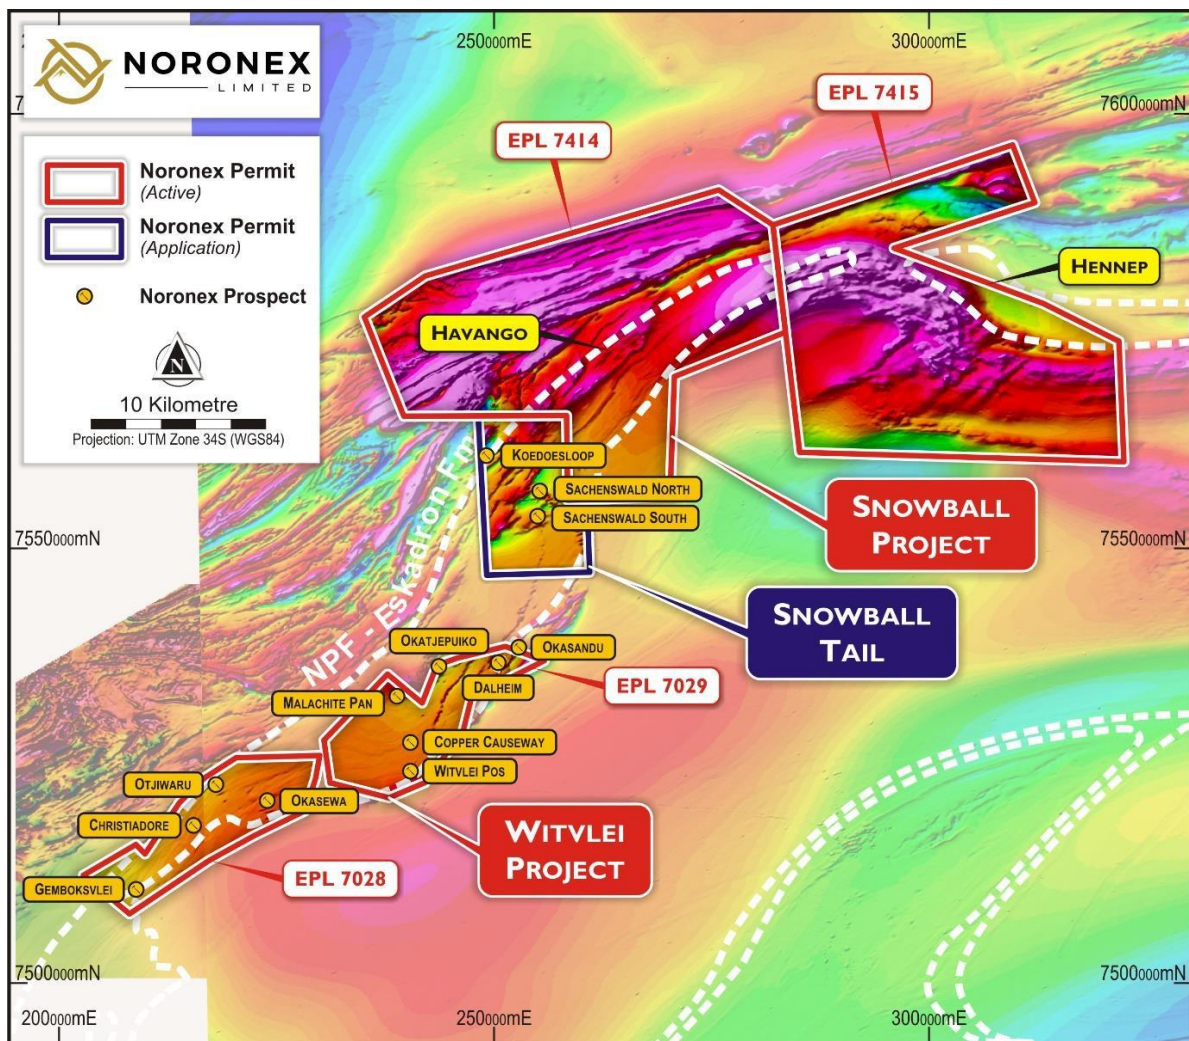 250000mE
300000mE
NORONEX
LIMITED
EPL 7415
7600000mN
EPL 7414
Noronex Permit
(Active)
Noronex Permit
(Application)
Noronex Prospect
N
10 Kilometre
Projection: UTM Zone 34S (WGS84)
HENNEP
HAVANGO
KOEDOESLOOP
SACHENSWALD NORTH
SACHENSWALD SOUTH
SNOWBALL
PROJECT
7550000mN
7550000mN
NPF - Eskadron Fm
SNOWBALL
TAIL
OKATJEPUIKO
OKASANDU
DALHEIM
EPL 7029
MALACHITE PAN
COPPER CAUSEWAY
WITVLEI POS
OTJIWARU
OKASEWA
CHRISTIADORE
WITVLEI
PROJECT
EPL 7028
GEMBOKSVLEI
7500000mN
7500000mN
200000mE
250000mE
300000mE